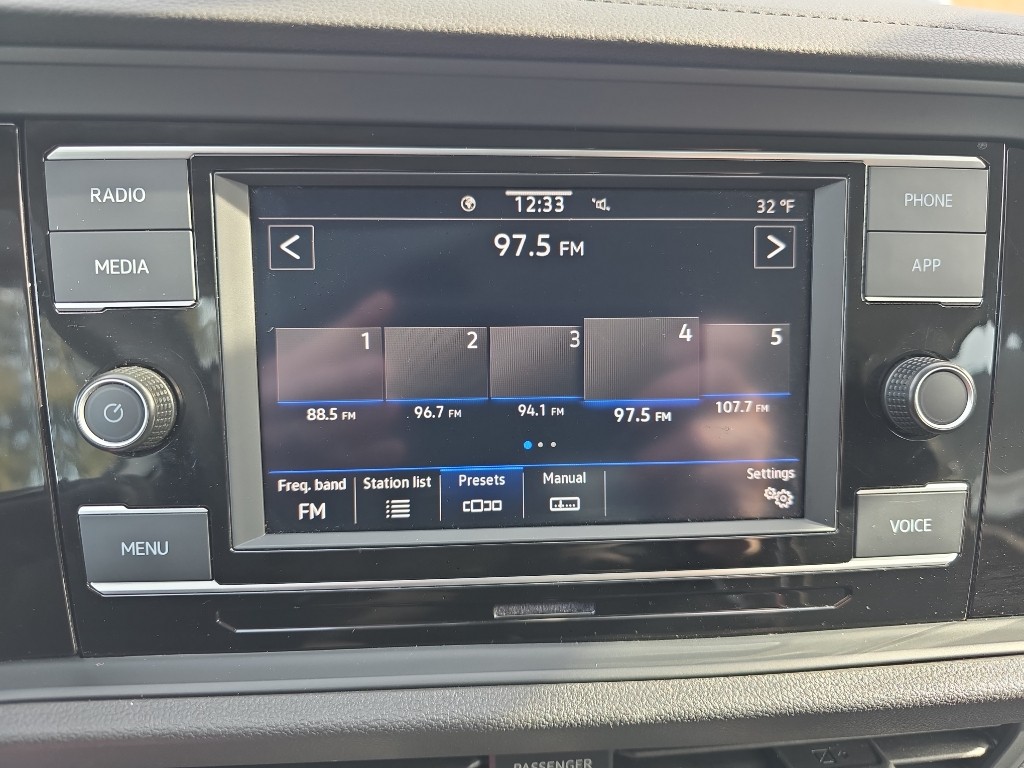 RADIO
MEDIA
MENU
12:33
32 °F
97.5 FM
1 2 3 4 5
88.5 FM 96.7 FM 94.1 FM 97.5 FM 107.7 FM
Freq. band Station list Presets Manual Settings
FM
PHONE
APP
VOICE
PASSENGER